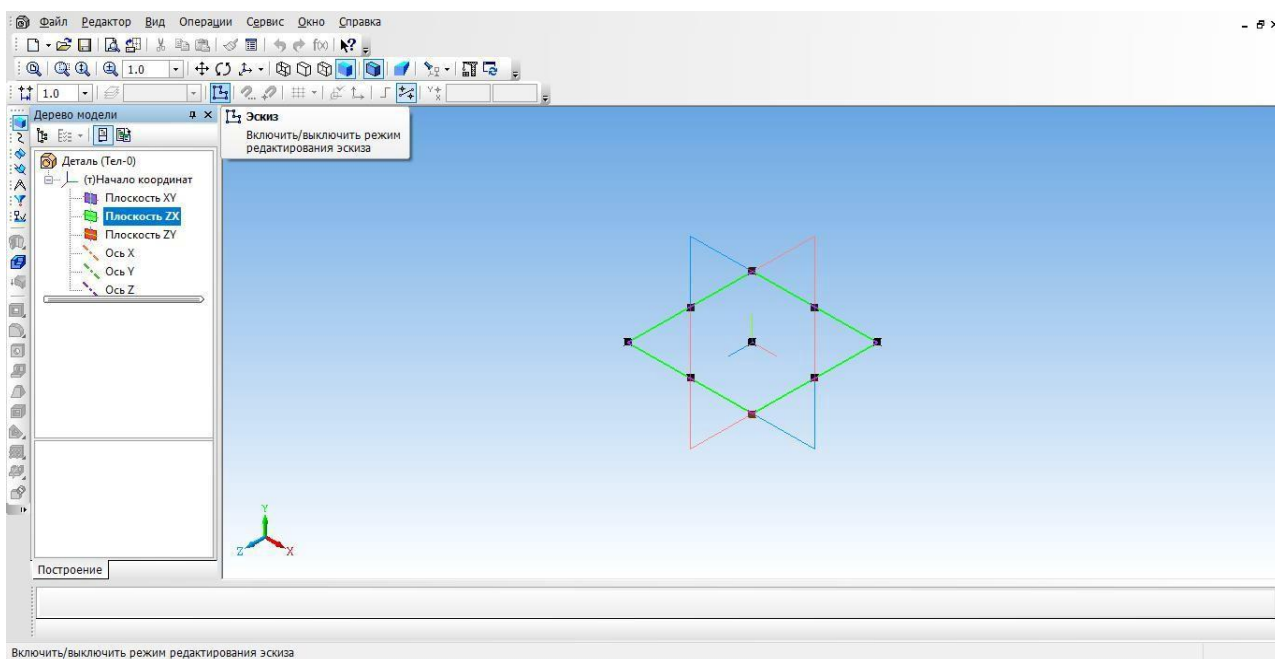 Файл Редактор Вид Операции Сервис Окно Справка
1.0
1.0
Дерево модели
Эскиз
Включить/выключить режим
редактирования эскиза
Деталь (Тел-0)
(т)Начало координат
Плоскость XY
Плоскость ZX
Плоскость ZY
Ось X
Ось Y
Ось Z
Y
Z X
Построение
Включить/выключить режим редактирования эскиза